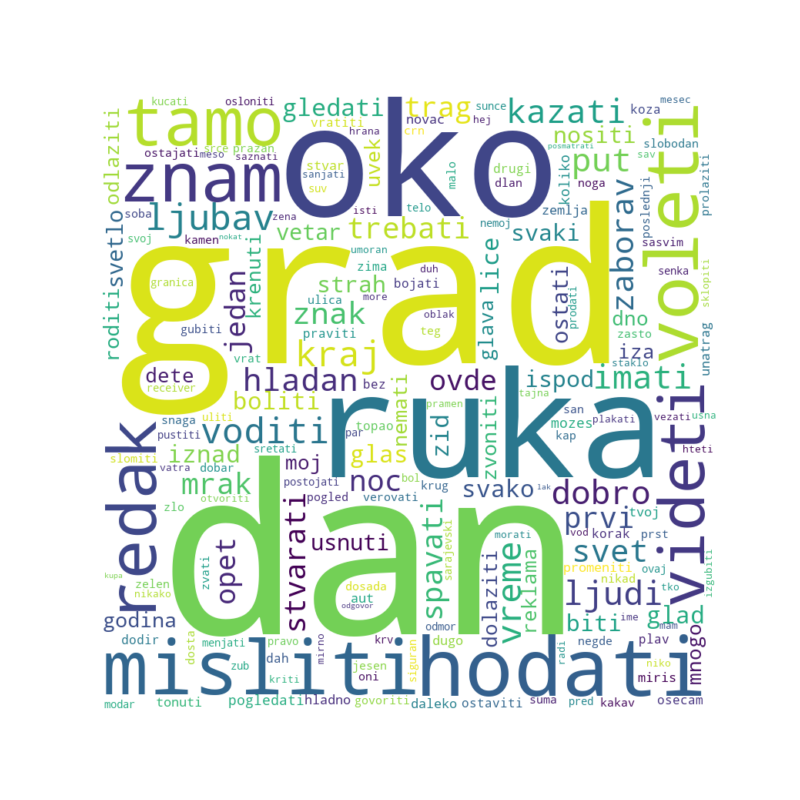 kucati osloniti gledati trag novac hej sunce kazati koza mesec
tamo vratiti hrana crn oko nositi slobodan
odlaziti ostajati meso srce prazan saznati stvar sanjati suv uvek malo posmatrati drugi dlan koliko put noga sav prolaziti
znam zena isti telo nemoj zemlja zaborav poslednji voleti
svetlo soba ljubav svoj kamen nokat vetar trebati svaki sasvim
roditi krenuti umoran zima duh bojati lice grad senka
granica strah more ostati prodati sklopiti
jedan ulica znak oblak glava dno
gubiti praviti teg zasto unatrag
vrat kraj iza staklo
dete receiver hladan bez ovde ispod tajna imati
boliti nemati pramen san plakati vezati usna
snaga uliti voditi topao zvoniti mozes
pustiti par glas zid ruka kap hteti
slomiti iznad sretati
redak vatra dobar moj pogled verovati
mrak otvoriti postojati noc bol krug svako lak dobro videti
zlo stvarati spavati sarajevski prvi tvoj
opet usnuti morati vod korak prst
dan vreme svet
zvati reklama promeniti nikad ovaj
kupa zelen nikako dosada aut dolaziti ljudi tko izgubiti
godina odgovor odmor biti ime mam glad
dodir dosta menjati pravo mirno krv dugo negde plav mnogo
misliti zub dah jesen siguran hodati radi niko
kriti oni miris
modar tonuti pogledati hladno govoriti daleko ostaviti suma pred kakav osecam